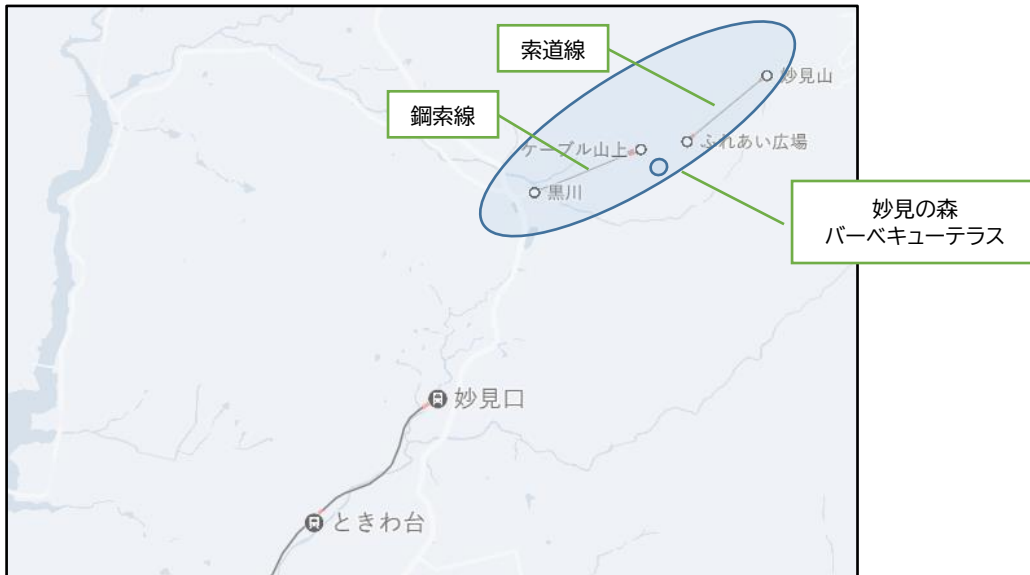 索道線
妙見山
鋼索線
ふれあい広場
ケーブル山上
黒川
妙見の森
バーベキューテラス
妙見口
ときわ台